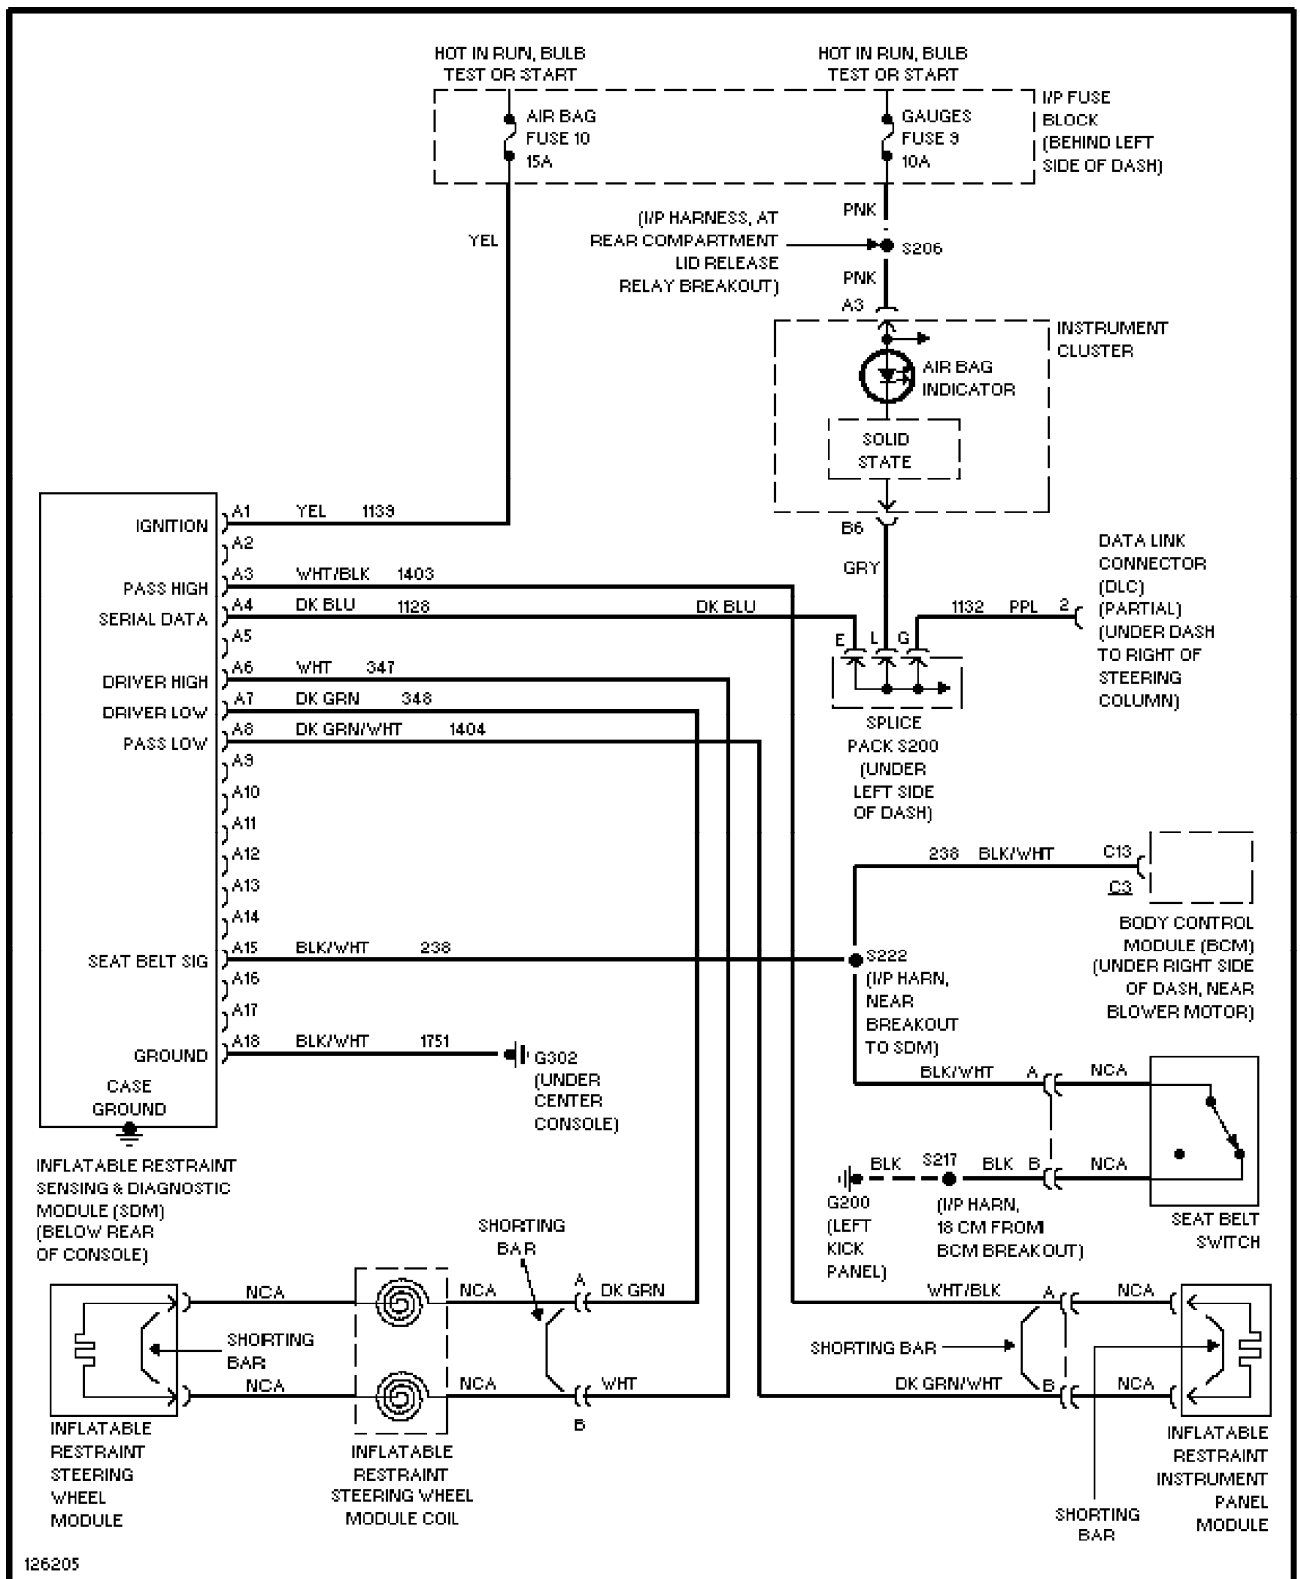 HOT IN RUN, BULB
TEST OR START
HOT IN RUN, BULB
TEST OR START
AIR BAG
FUSE 10
15A
GAUGES
FUSE 9
10A
I/P FUSE
BLOCK
(BEHIND LEFT
SIDE OF DASH)
YEL
PNK
(I/P HARNESS, AT
REAR COMPARTMENT
LID RELEASE
RELAY BREAKOUT)
S206
PNK
A3
INSTRUMENT
CLUSTER
AIR BAG
INDICATOR
SOLID
STATE
B6
GRY
DATA LINK
CONNECTOR
(DLC)
(PARTIAL)
(UNDER DASH
TO RIGHT OF
STEERING
COLUMN)
IGNITION
A1
YEL 1139
A2
PASS HIGH
A3
WHT/BLK 1403
SERIAL DATA
A4
DK BLU 1128
DK BLU
1132 PPL 2
A5
E L G
DRIVER HIGH
A6
WHT 347
DRIVER LOW
A7
DK GRN 348
PASS LOW
A8
DK GRN/WHT 1404
SPLICE
PACK S200
(UNDER
LEFT SIDE
OF DASH)
A9
A10
A11
A12
A13
A14
238 BLK/WHT C13
C3
BODY CONTROL
MODULE (BCM)
(UNDER RIGHT SIDE
OF DASH, NEAR
BLOWER MOTOR)
SEAT BELT SIG
A15
BLK/WHT 238
S222
(I/P HARN,
NEAR
BREAKOUT
TO SDM)
A16
A17
GROUND
A18
BLK/WHT 1751
G302
(UNDER
CENTER
CONSOLE)
CASE
GROUND
BLK/WHT A NCA
BLK S217 BLK B NCA
G200
(LEFT
KICK
PANEL)
(I/P HARN,
18 CM FROM
BCM BREAKOUT)
SEAT BELT
SWITCH
INFLATABLE RESTRAINT
SENSING & DIAGNOSTIC
MODULE (SDM)
(BELOW REAR
OF CONSOLE)
SHORTING
BAR
NCA
NCA
A
DK GRN
WHT/BLK A NCA
SHORTING
BAR
SHORTING BAR
NCA
NCA
WHT
B
DK GRN/WHT B NCA
INFLATABLE
RESTRAINT
STEERING
WHEEL
MODULE
INFLATABLE
RESTRAINT
STEERING WHEEL
MODULE COIL
SHORTING
BAR
INFLATABLE
RESTRAINT
INSTRUMENT
PANEL
MODULE
126205